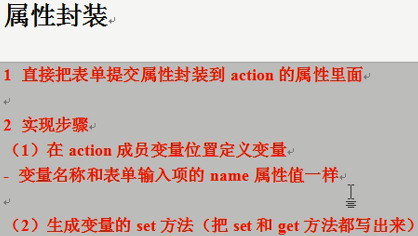 属性封装
1 直接把表单提交属性封装到 action 的属性里面
2 实现步骤
（1）在 action 成员变量位置定义变量
- 变量名称和表单输入项的 name 属性值一样
（2）生成变量的 set 方法（把 set 和 get 方法都写出来）